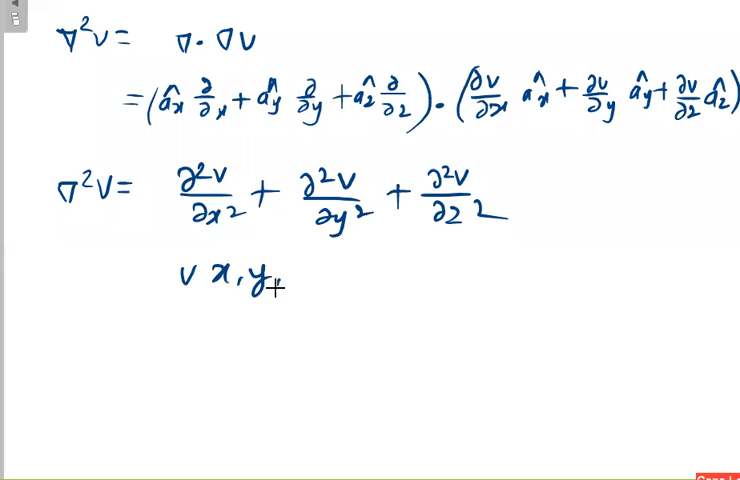 ∇²V = ∇·∇V
= (âx ∂/∂x + ây ∂/∂y + âz ∂/∂z) · (∂V/∂x âx + ∂V/∂y ây + ∂V/∂z âz)
∇²V = ∂²V/∂x² + ∂²V/∂y² + ∂²V/∂z²
V x, y,